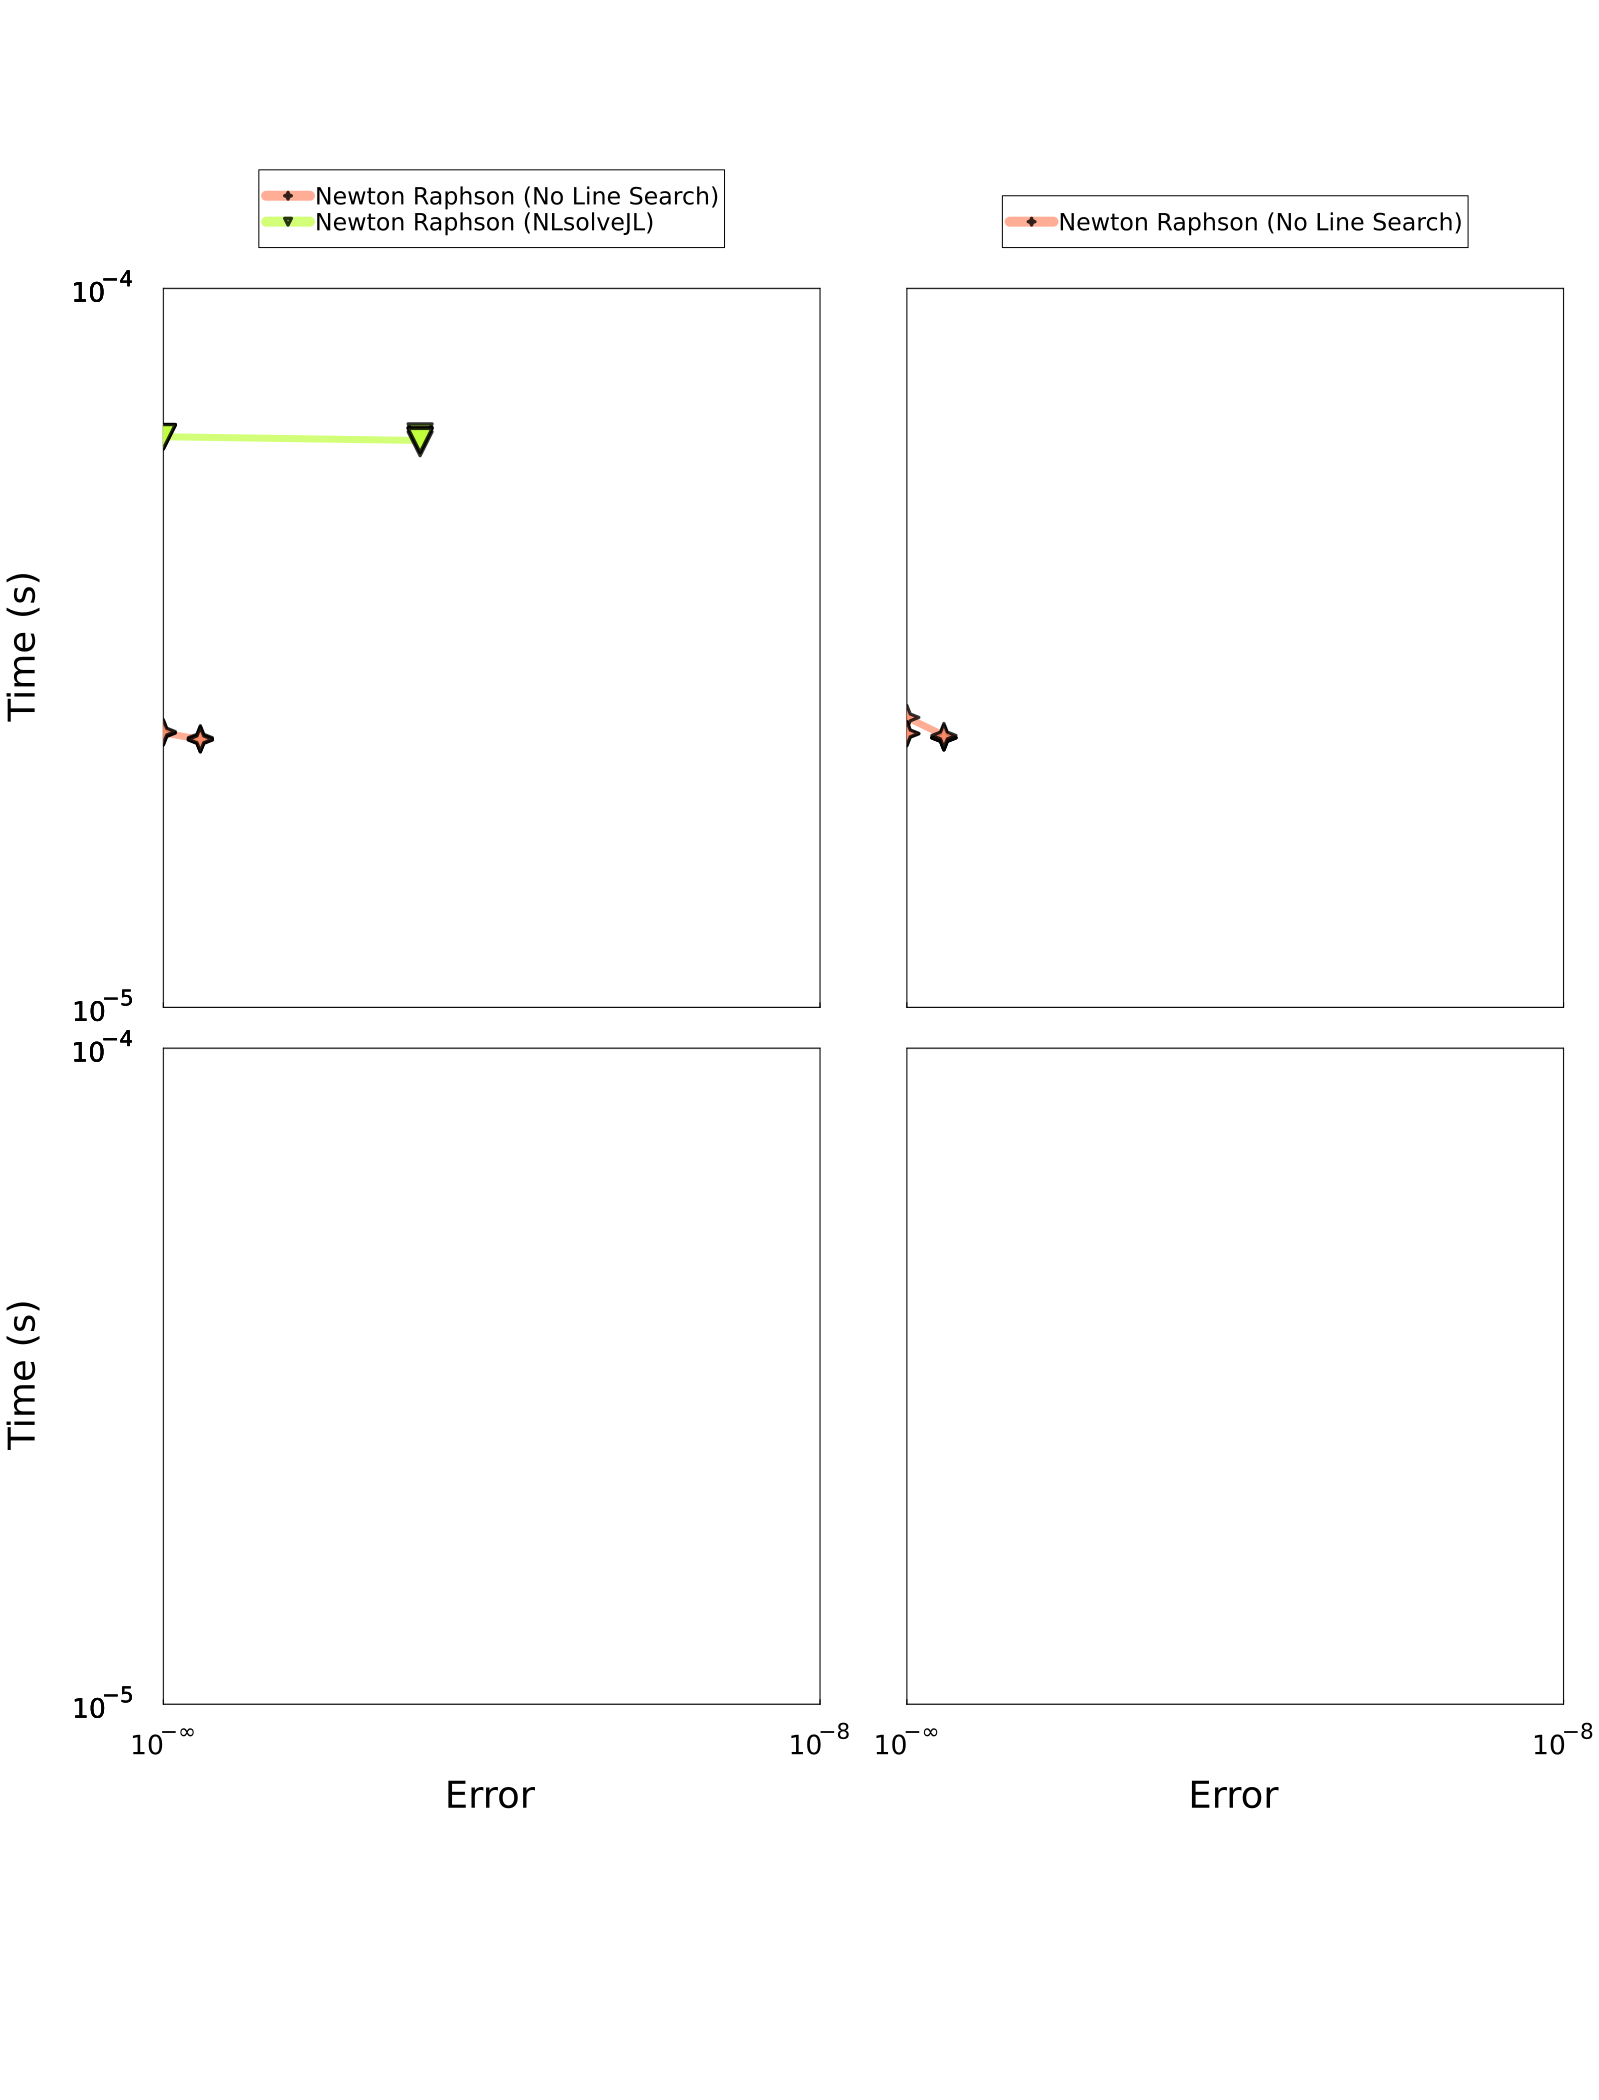 Newton Raphson (No Line Search)
Newton Raphson (NLsolveJL)
Newton Raphson (No Line Search)
10⁻⁴
Time (s)
10⁻⁵
10⁻⁴
Time (s)
10⁻⁵
10⁻∞
10⁻⁸
10⁻∞
10⁻⁸
Error
Error